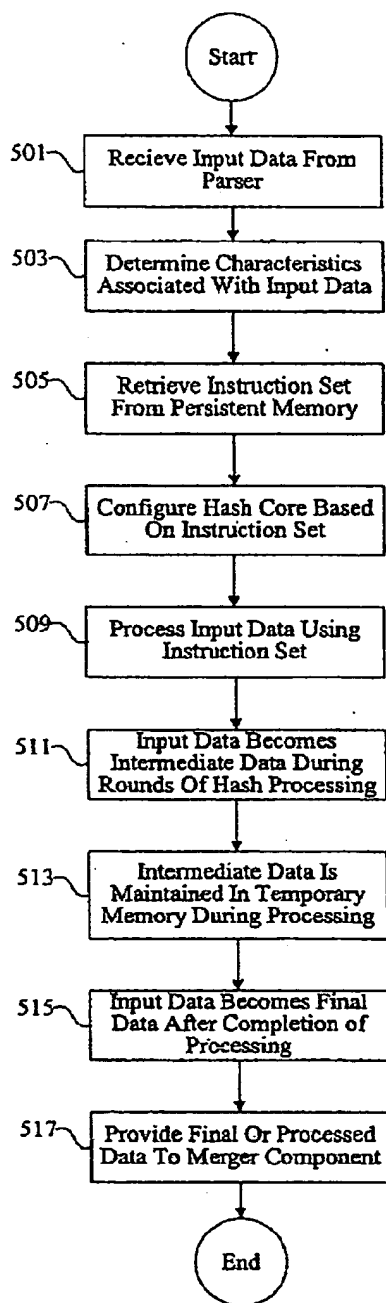 Start
501
Recieve Input Data From
Parser
503
Determine Characteristics
Associated With Input Data
505
Retrieve Instruction Set
From Persistent Memory
507
Configure Hash Core Based
On Instruction Set
509
Process Input Data Using
Instruction Set
511
Input Data Becomes
Intermediate Data During
Rounds Of Hash Processing
513
Intermediate Data Is
Maintained In Temporary
Memory During Processing
515
Input Data Becomes Final
Data After Completion of
Processing
517
Provide Final Or Processed
Data To Merger Component
End